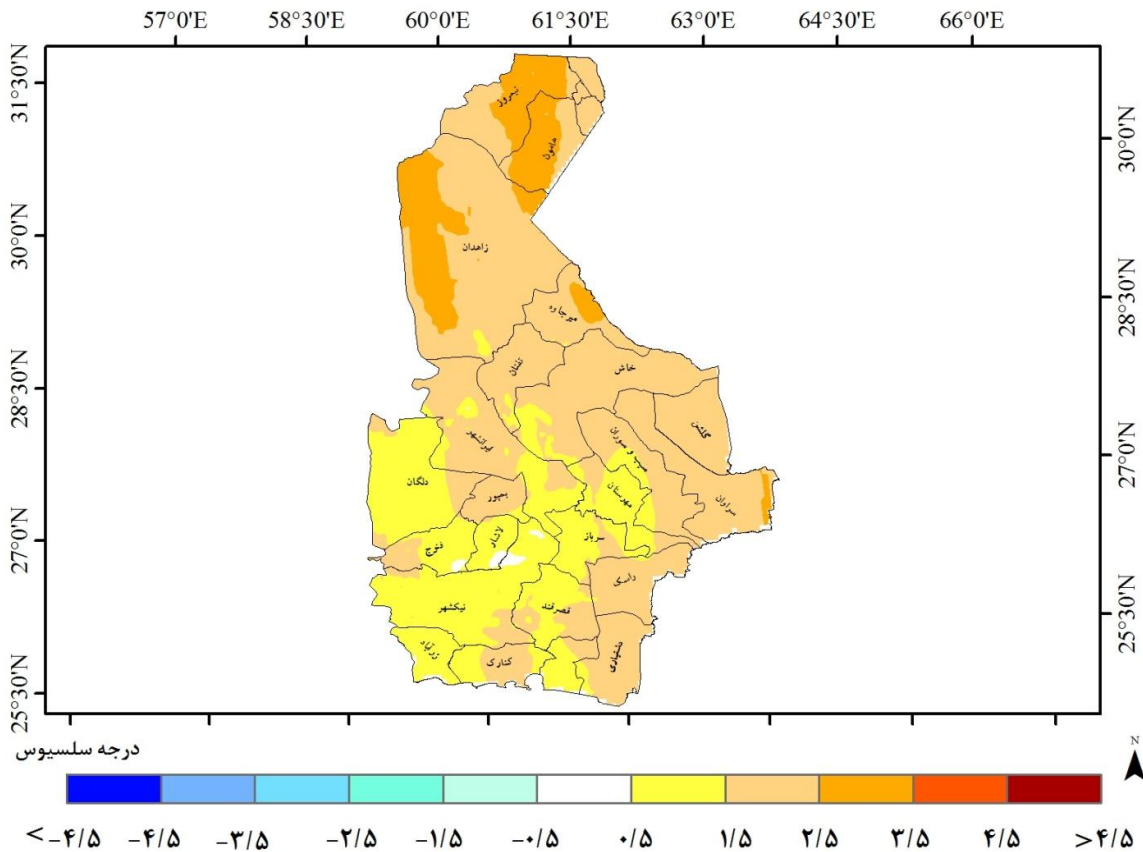 57°0'E 58°30'E 60°0'E 61°30'E 63°0'E 64°30'E 66°0'E
31°30'N
30°0'N
28°30'N
27°0'N
25°30'N
30°0'N
28°30'N
27°0'N
25°30'N
نیمروز
هامون
زاهدان
میرجاوه
تفتان
خاش
گلشن
ایرانشهر
سیب و سوران
دلگان
بمپور
مهرستان
سراوان
فنوج
لاشار
سرباز
راسک
نیکشهر
قصرقند
زرآباد
کنارک
دشتیاری
درجه سلسیوس
N
< -۴/۵ -۴/۵ -۳/۵ -۲/۵ -۱/۵ -۰/۵ ۰/۵ ۱/۵ ۲/۵ ۳/۵ ۴/۵ >۴/۵